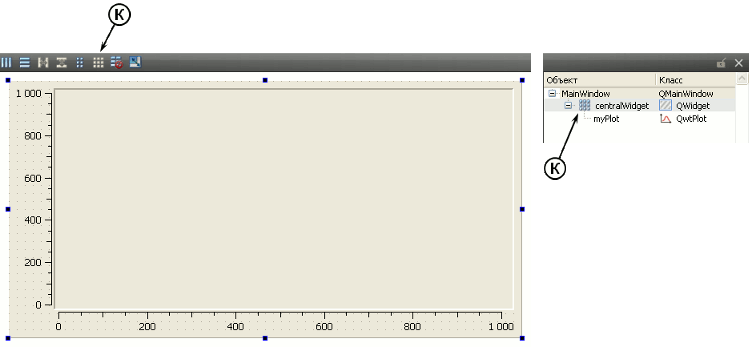 К
Объект Класс
MainWindow QMainWindow
centralWidget QWidget
myPlot QwtPlot
К
1 000
800
600
400
200
0
0 200 400 600 800 1 000